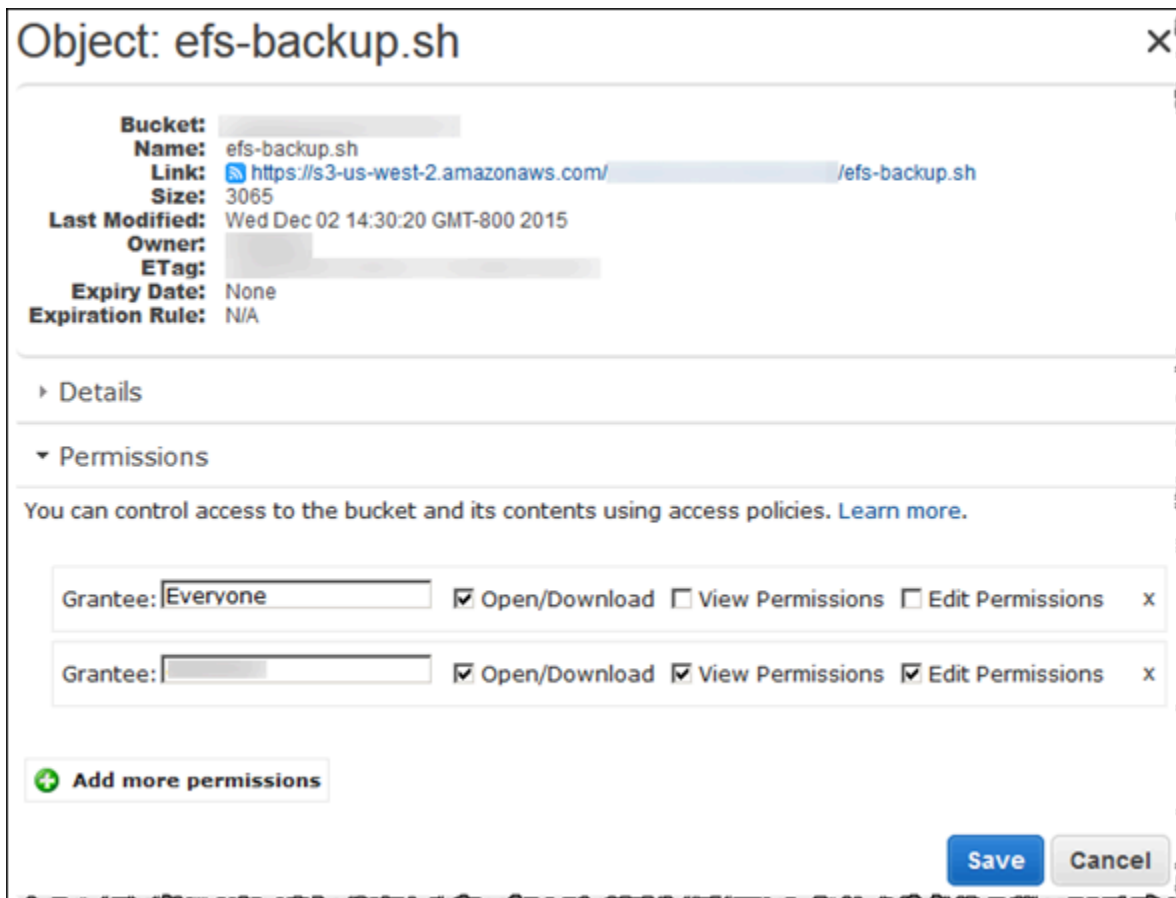 Object: efs-backup.sh
Bucket:
Name: efs-backup.sh
Link: https://s3-us-west-2.amazonaws.com/ /efs-backup.sh
Size: 3065
Last Modified: Wed Dec 02 14:30:20 GMT-800 2015
Owner:
ETag:
Expiry Date: None
Expiration Rule: N/A
Details
Permissions
You can control access to the bucket and its contents using access policies. Learn more.
Grantee: Everyone Open/Download View Permissions Edit Permissions x
Grantee: Open/Download View Permissions Edit Permissions x
Add more permissions
Save Cancel